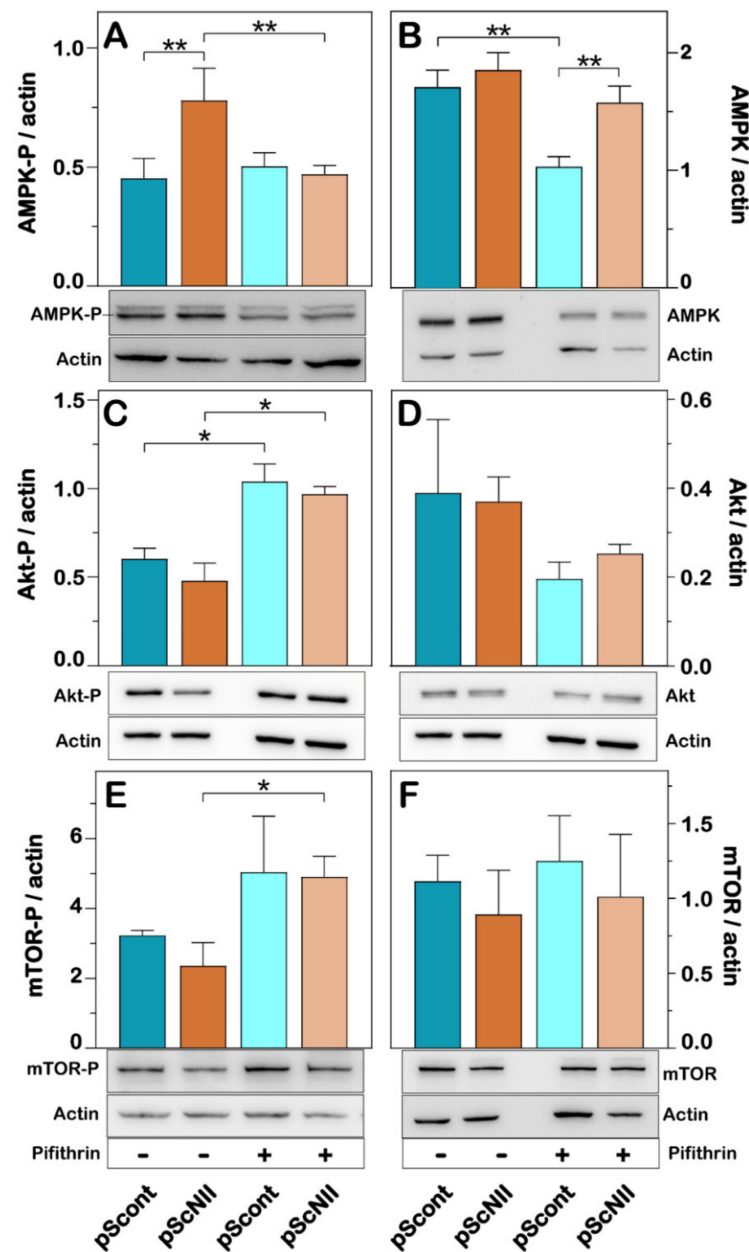 A
B
**
**
**
**
1.0
0.5
0.0
AMPK-P / actin
2
1
0
AMPK / actin
AMPK-P
Actin
AMPK
Actin
C
D
*
*
1.5
1.0
0.5
0.0
Akt-P / actin
0.6
0.4
0.2
0.0
Akt / actin
Akt-P
Actin
Akt
Actin
E
F
*
6
4
2
0
mTOR-P / actin
1.5
1.0
0.5
0.0
mTOR / actin
mTOR-P
Actin
mTOR
Actin
Pifithrin - - + + - - + + Pifithrin
pScont pScNII pScont pScNII pScont pScNII pScont pScNII